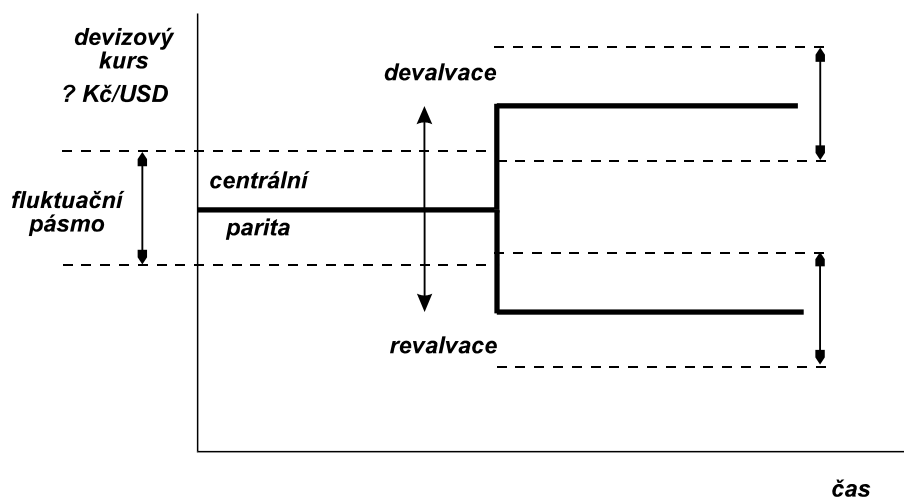 devizový
kurs
? Kč/USD
devalvace
centrální
fluktuační
pásmo
parita
revalvace
čas